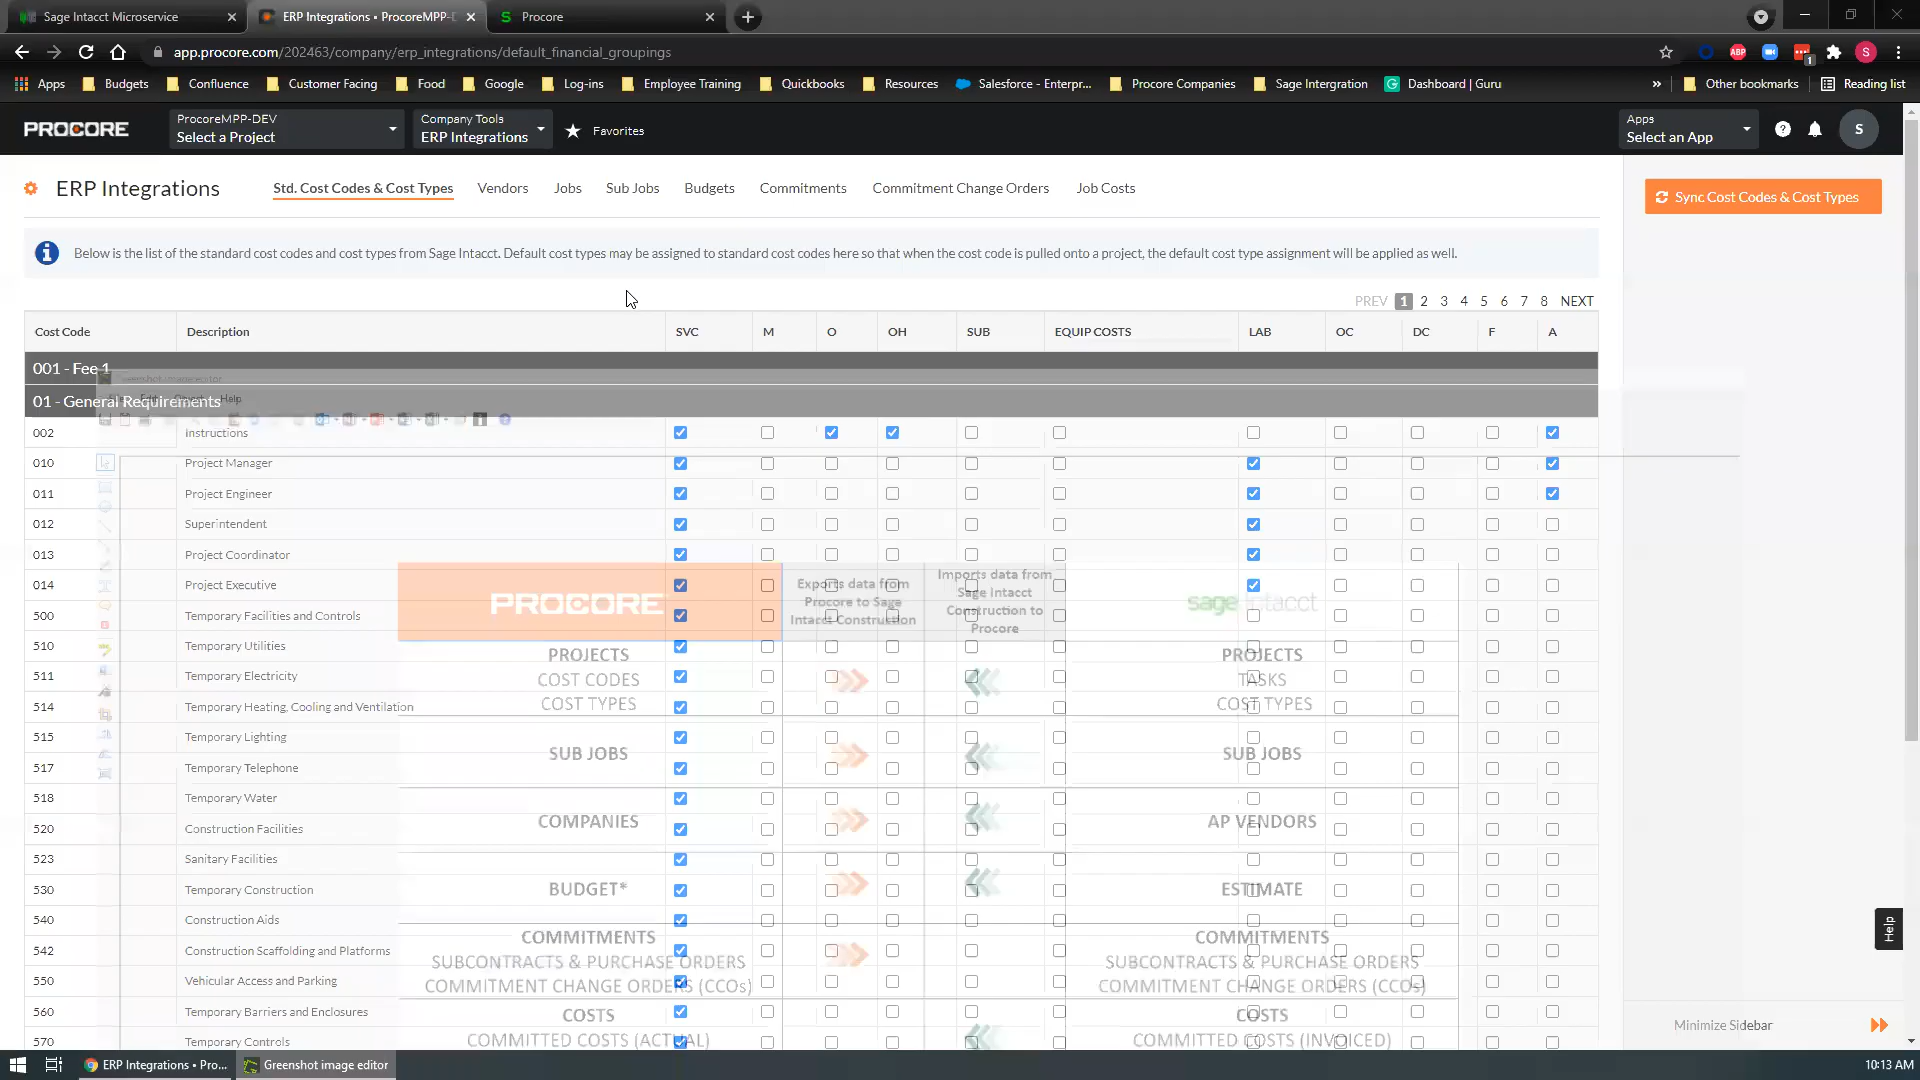 Sage Intacct Microservice
ERP Integrations • ProcoreMPP-D
Procore
app.procore.com/202463/company/erp_integrations/default_financial_groupings
Apps Budgets Confluence Customer Facing Food Google Log-ins Employee Training Quickbooks Resources Salesforce - Enterpr... Procore Companies Sage Intergration Dashboard | Guru » Other bookmarks Reading list
PROCORE
ProcoreMPP-DEV
Select a Project
Company Tools
ERP Integrations
Favorites
Apps
Select an App
S
ERP Integrations
Std. Cost Codes & Cost Types Vendors Jobs Sub Jobs Budgets Commitments Commitment Change Orders Job Costs
Sync Cost Codes & Cost Types
Below is the list of the standard cost codes and cost types from Sage Intacct. Default cost types may be assigned to standard cost codes here so that when the cost code is pulled onto a project, the default cost type assignment will be applied as well.
PREV 1 2 3 4 5 6 7 8 NEXT
Cost Code Description SVC M O OH SUB EQUIP COSTS LAB OC DC F A
001 - Fee 1
01 - General Requirements
Help
002 Instructions
010 Project Manager
011 Project Engineer
012 Superintendent
013 Project Coordinator
014 Project Executive
500 Temporary Facilities and Controls
510 Temporary Utilities
511 Temporary Electricity
514 Temporary Heating, Cooling and Ventilation
515 Temporary Lighting
517 Temporary Telephone
518 Temporary Water
520 Construction Facilities
523 Sanitary Facilities
530 Temporary Construction
540 Construction Aids
542 Construction Scaffolding and Platforms
550 Vehicular Access and Parking
560 Temporary Barriers and Enclosures
570 Temporary Controls
PROCORE
Exports data from
Procore to Sage
Intacct Construction
Imports data from
Sage Intacct
Construction to
Procore
sage intacct
PROJECTS
COST CODES
COST TYPES
PROJECTS
TASKS
COST TYPES
SUB JOBS
SUB JOBS
COMPANIES
AP VENDORS
BUDGET*
ESTIMATE
COMMITMENTS
SUBCONTRACTS & PURCHASE ORDERS
COMMITMENT CHANGE ORDERS (CCOs)
COMMITMENTS
SUBCONTRACTS & PURCHASE ORDERS
COMMITMENT CHANGE ORDERS (CCOs)
COSTS
COMMITTED COSTS (ACTUAL)
COSTS
COMMITTED COSTS (INVOICED)
Help
Minimize Sidebar
ERP Integrations • Pro...
Greenshot image editor
10:13 AM